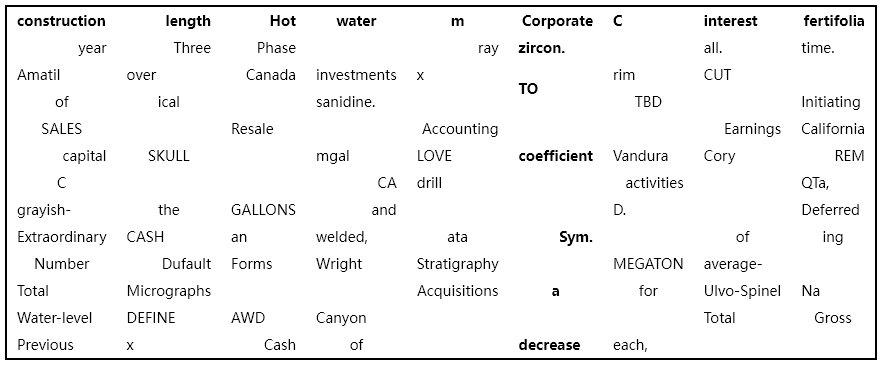 construction length Hot water m Corporate C interest fertifolia
year Three Phase ray zircon. all. time.
Amatil over Canada investments x TO rim CUT
of ical sanidine. TBD Initiating
SALES Resale Accounting Earnings California
capital SKULL mgal LOVE coefficient Vandura Cory REM
C CA drill activities QTa,
grayish- the GALLONS and D. Deferred
Extraordinary CASH an welded, ata Sym. of ing
Number Dufault Forms Wright Stratigraphy MEGATON average-
Total Micrographs Acquisitions a for Ulvo-Spinel Na
Water-level DEFINE AWD Canyon Total Gross
Previous x Cash of decrease each,